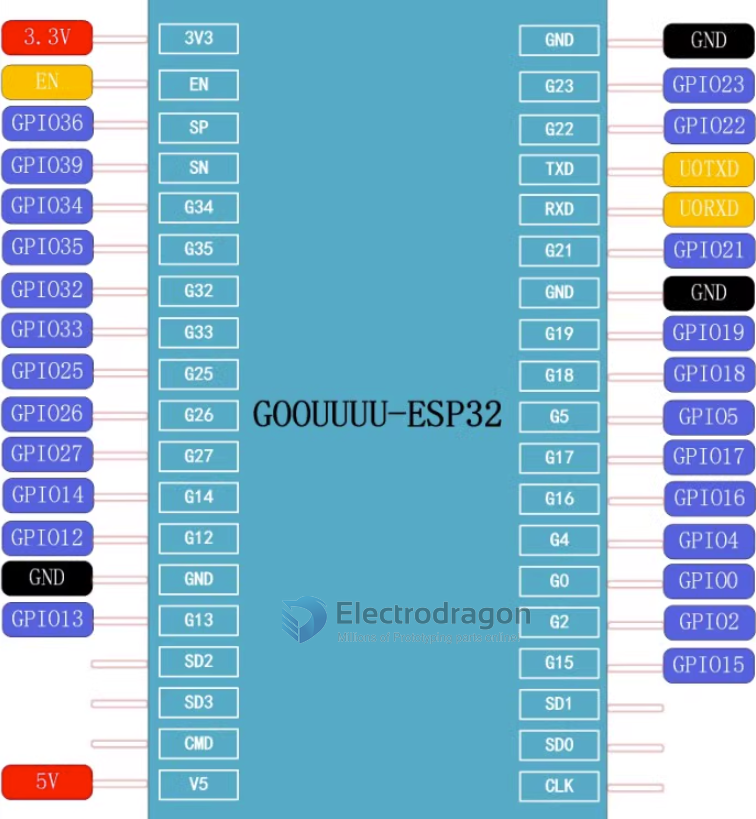 3.3V 3V3 GND GND
EN EN G23 GPIO23
GPIO36 SP G22 GPIO22
GPIO39 SN TXD U0TXD
GPIO34 G34 RXD U0RXD
GPIO35 G35 G21 GPIO21
GPIO32 G32 GND GND
GPIO33 G33 G19 GPIO19
GPIO25 G25 G18 GPIO18
GPIO26 G26 GOOUUUU-ESP32 G5 GPIO5
GPIO27 G27 G17 GPIO17
GPIO14 G14 G16 GPIO16
GPIO12 G12 G4 GPIO4
GND GND G0 GPIO0
GPIO13 G13 Electrodragon G2 GPIO2
SD2 G15 GPIO15
SD3 SD1
CMD SD0
5V V5 CLK